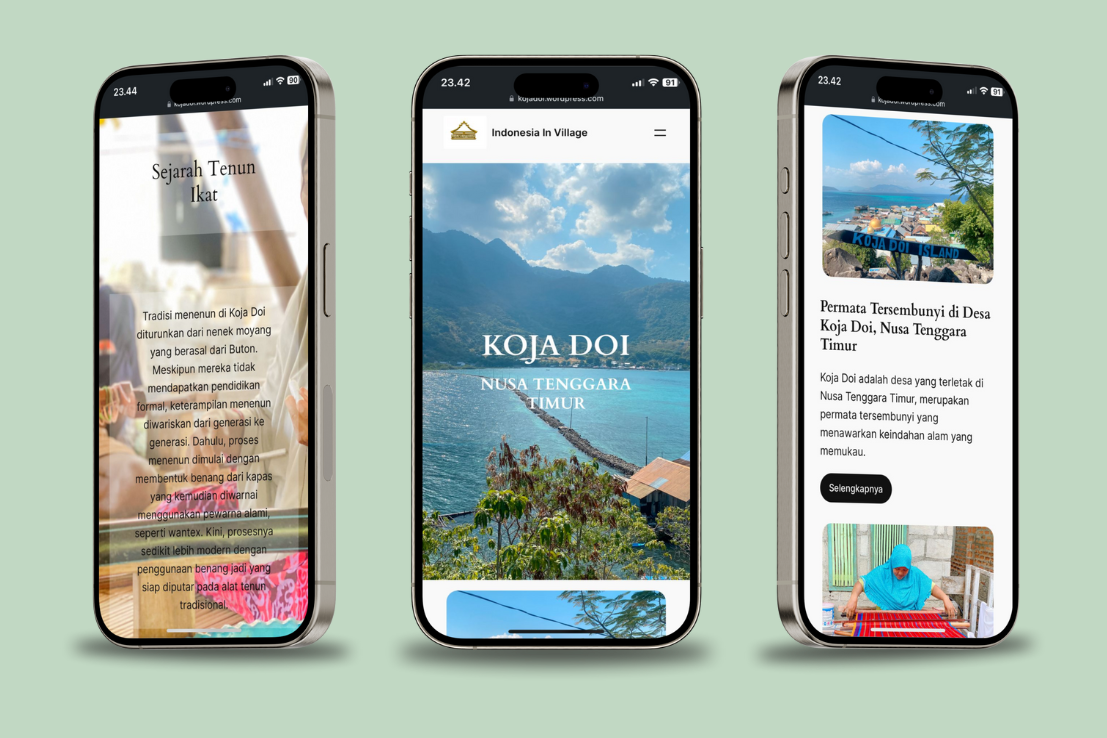 23.44
90
kojadoi.wordpress.com
Sejarah Tenun
Ikat
Tradisi menenun di Koja Doi
diturunkan dari nenek moyang
yang berasal dari Buton.
Meskipun mereka tidak
mendapatkan pendidikan
formal, keterampilan menenun
diwariskan dari generasi ke
generasi. Dahulu, proses
menenun dimulai dengan
membentuk benang dari kapas
yang kemudian diwarnai
menggunakan pewarna alami,
seperti wantex. Kini, prosesnya
sedikit lebih modern dengan
penggunaan benang jadi yang
siap diputar pada alat tenun
tradisional.
23.42
91
kojadoi.wordpress.com
Indonesia In Village
KOJA DOI
NUSA TENGGARA
TIMUR
23.42
91
kojadoi.wordpress.com
KOJA DOI ISLAND
Permata Tersembunyi di Desa
Koja Doi, Nusa Tenggara
Timur
Koja Doi adalah desa yang terletak di
Nusa Tenggara Timur, merupakan
permata tersembunyi yang
menawarkan keindahan alam yang
memukau.
Selengkapnya